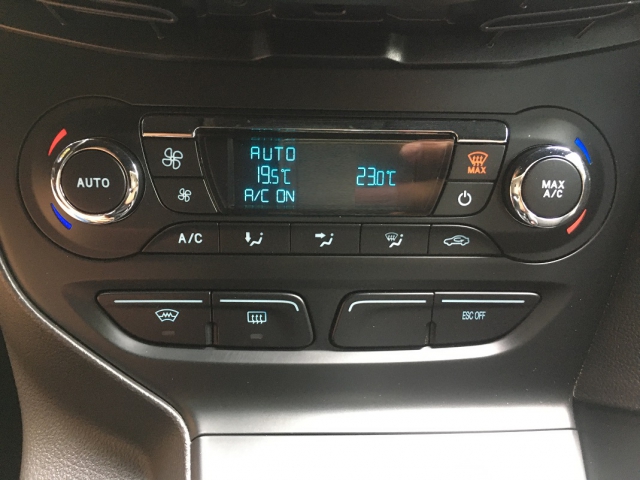 AUTO
19.5°C 23.0°C
A/C ON
MAX
AUTO
MAX
A/C
A/C
ESC OFF